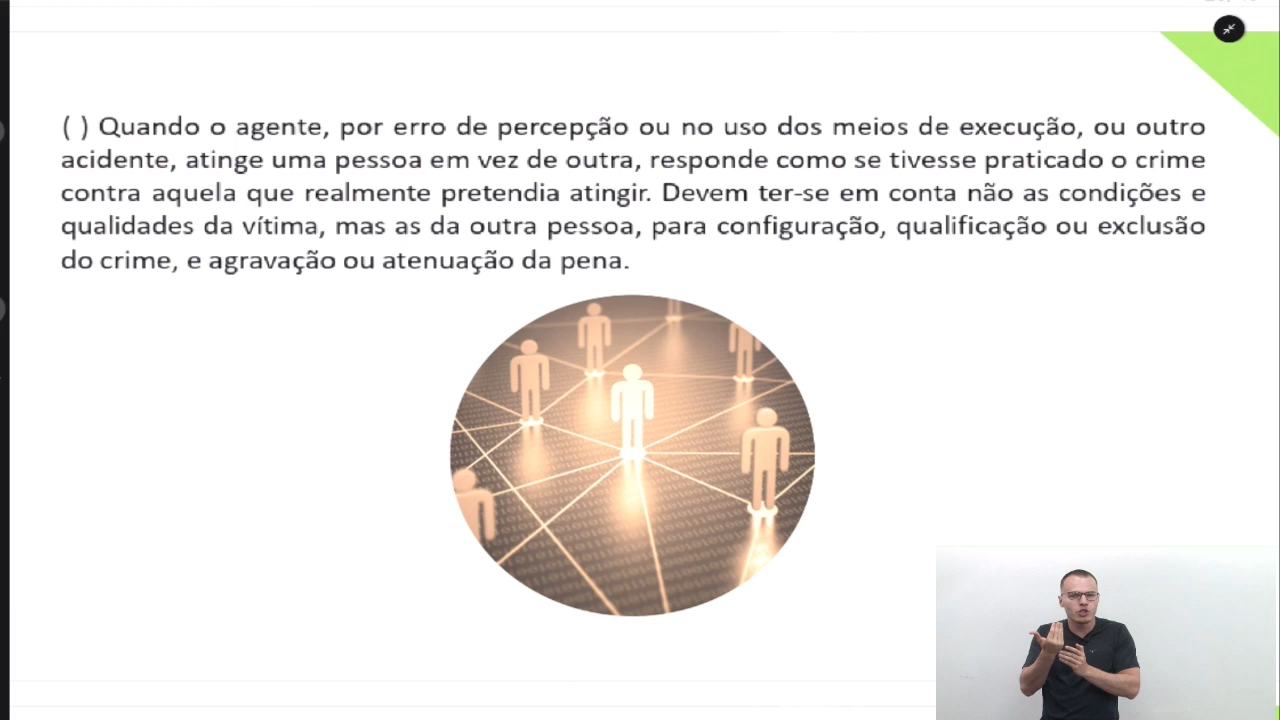 ( ) Quando o agente, por erro de percepção ou no uso dos meios de execução, ou outro
acidente, atinge uma pessoa em vez de outra, responde como se tivesse praticado o crime
contra aquela que realmente pretendia atingir. Devem ter-se em conta não as condições e
qualidades da vítima, mas as da outra pessoa, para configuração, qualificação ou exclusão
do crime, e agravação ou atenuação da pena.